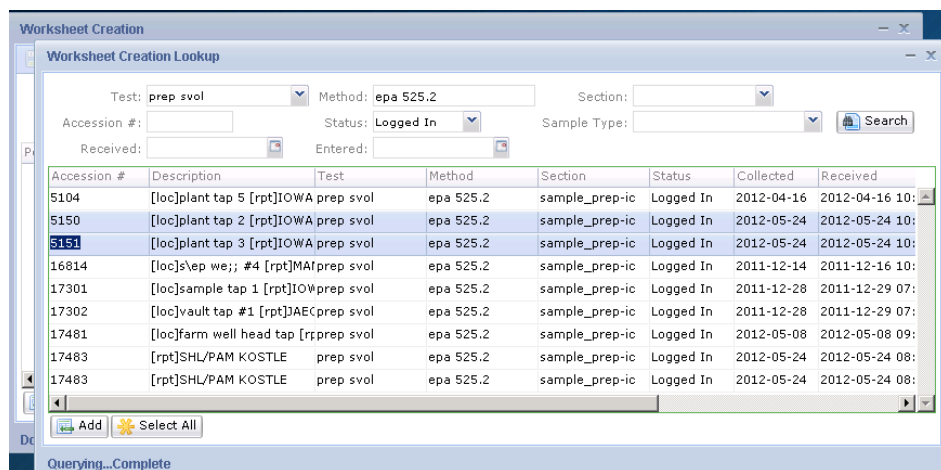 Worksheet Creation
Worksheet Creation Lookup
Test: prep svol Method: epa 525.2 Section:
Accession #: Status: Logged In Sample Type: Search
Received: Entered:
Accession # Description Test Method Section Status Collected Received
5104 [loc]plant tap 5 [rpt]IOWA prep svol epa 525.2 sample_prep-ic Logged In 2012-04-16 2012-04-16 10:
5150 [loc]plant tap 2 [rpt]IOWA prep svol epa 525.2 sample_prep-ic Logged In 2012-05-24 2012-05-24 10:
5151 [loc]plant tap 3 [rpt]IOWA prep svol epa 525.2 sample_prep-ic Logged In 2012-05-24 2012-05-24 10:
16814 [loc]s\ep we;; #4 [rpt]MA prep svol epa 525.2 sample_prep-ic Logged In 2011-12-14 2011-12-16 10:
17301 [loc]sample tap 1 [rpt]IOW prep svol epa 525.2 sample_prep-ic Logged In 2011-12-28 2011-12-29 07:
17302 [loc]vault tap #1 [rpt]JAE prep svol epa 525.2 sample_prep-ic Logged In 2011-12-28 2011-12-29 07:
17481 [loc]farm well head tap [rp prep svol epa 525.2 sample_prep-ic Logged In 2012-05-08 2012-05-08 09:
17483 [rpt]SHL/PAM KOSTLE prep svol epa 525.2 sample_prep-ic Logged In 2012-05-24 2012-05-24 08:
17483 [rpt]SHL/PAM KOSTLE prep svol epa 525.2 sample_prep-ic Logged In 2012-05-24 2012-05-24 08:
Add Select All
Querying...Complete